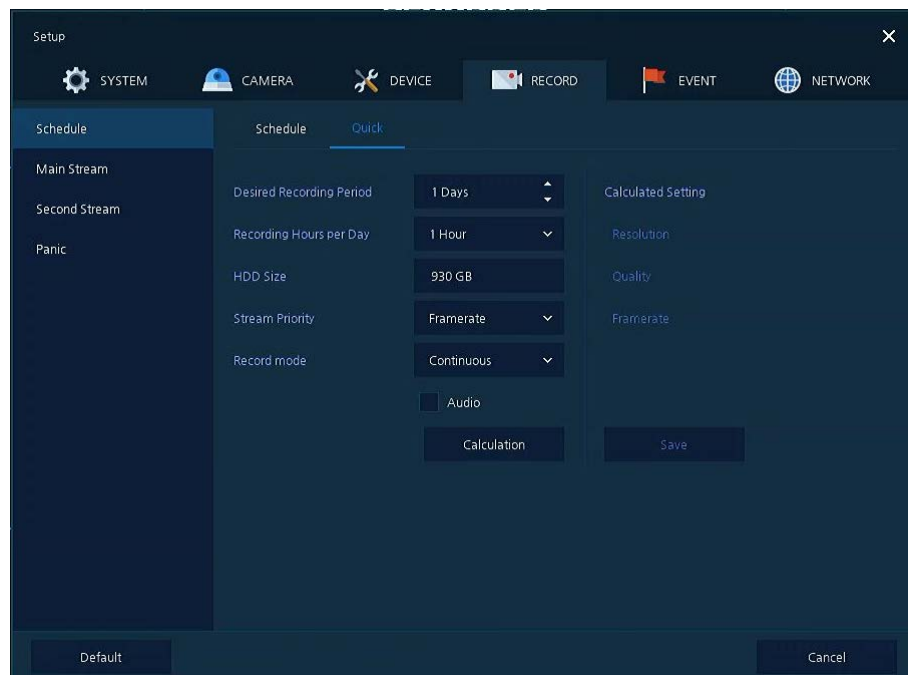 Setup
SYSTEM CAMERA DEVICE RECORD EVENT NETWORK
Schedule
Main Stream
Second Stream
Panic
Schedule Quick
Desired Recording Period 1 Days
Recording Hours per Day 1 Hour
HDD Size 930 GB
Stream Priority Framerate
Record mode Continuous
Audio
Calculation
Calculated Setting
Resolution
Quality
Framerate
Save
Default Cancel